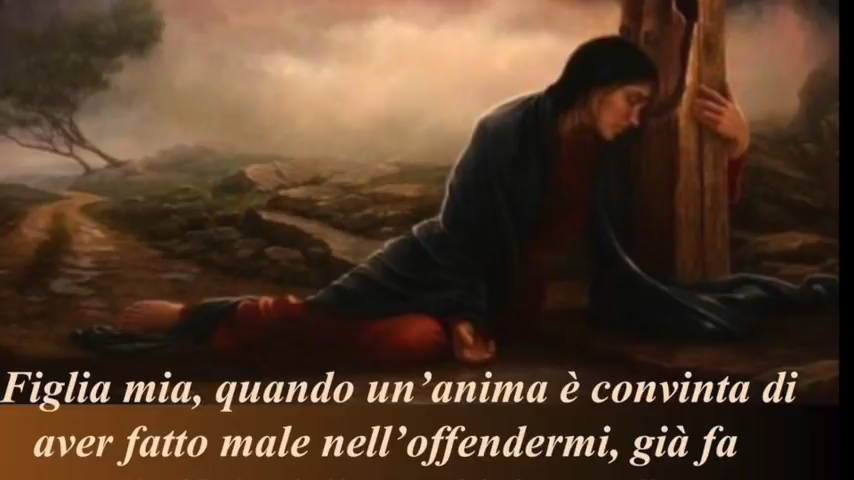 Figlia mia, quando un’anima è convinta di
aver fatto male nell’offendermi, già fa